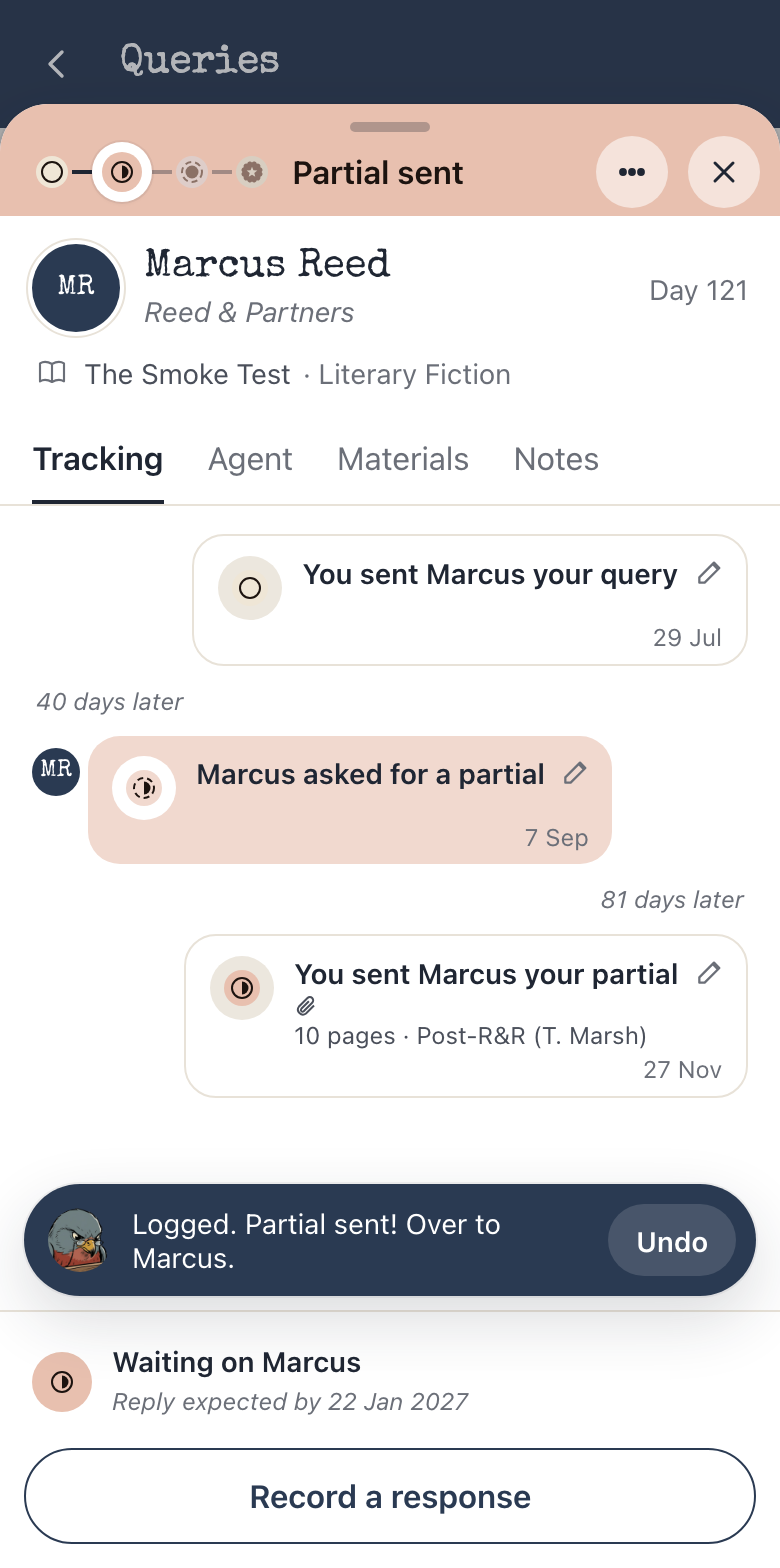 Queries
Partial sent
MR
Marcus Reed
Reed & Partners
Day 121
The Smoke Test · Literary Fiction
Tracking Agent Materials Notes
You sent Marcus your query
29 Jul
40 days later
MR
Marcus asked for a partial
7 Sep
81 days later
You sent Marcus your partial
10 pages · Post-R&R (T. Marsh)
27 Nov
Logged. Partial sent! Over to
Marcus.
Undo
Waiting on Marcus
Reply expected by 22 Jan 2027
Record a response